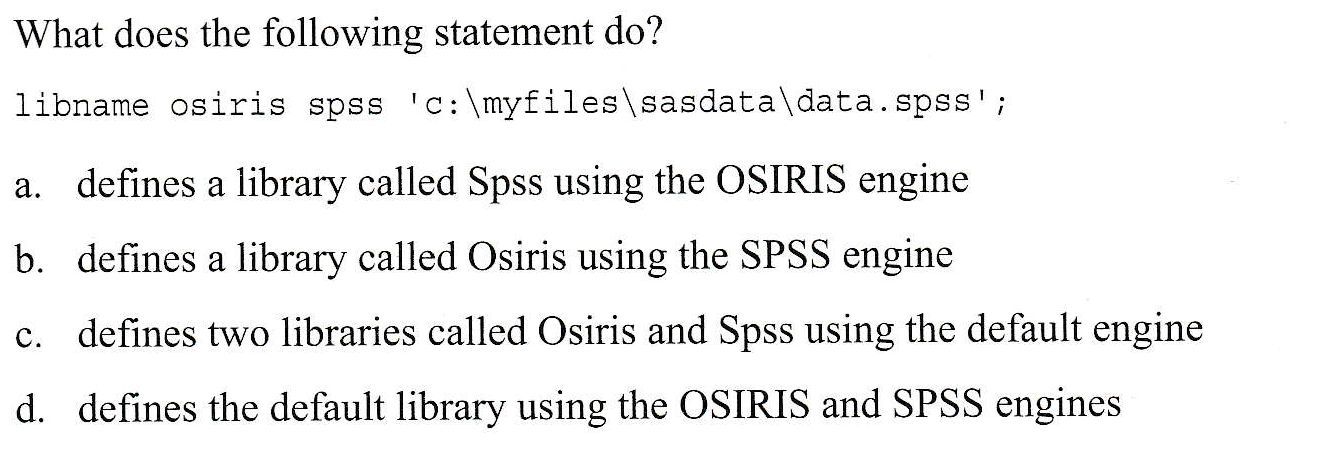 What does the following statement do?
libname osiris spss 'c:\myfiles\sasdata\data.spss';
a. defines a library called Spss using the OSIRIS engine
b. defines a library called Osiris using the SPSS engine
c. defines two libraries called Osiris and Spss using the default engine
d. defines the default library using the OSIRIS and SPSS engines